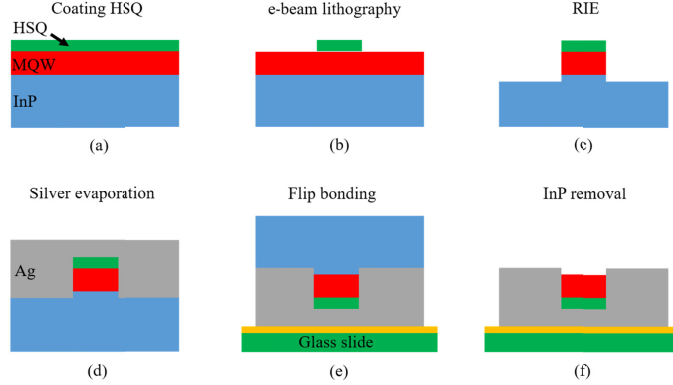 Coating HSQ
e-beam lithography
RIE
HSQ
MQW
InP
(a)
(b)
(c)
Silver evaporation
Flip bonding
InP removal
Ag
Glass slide
(d)
(e)
(f)